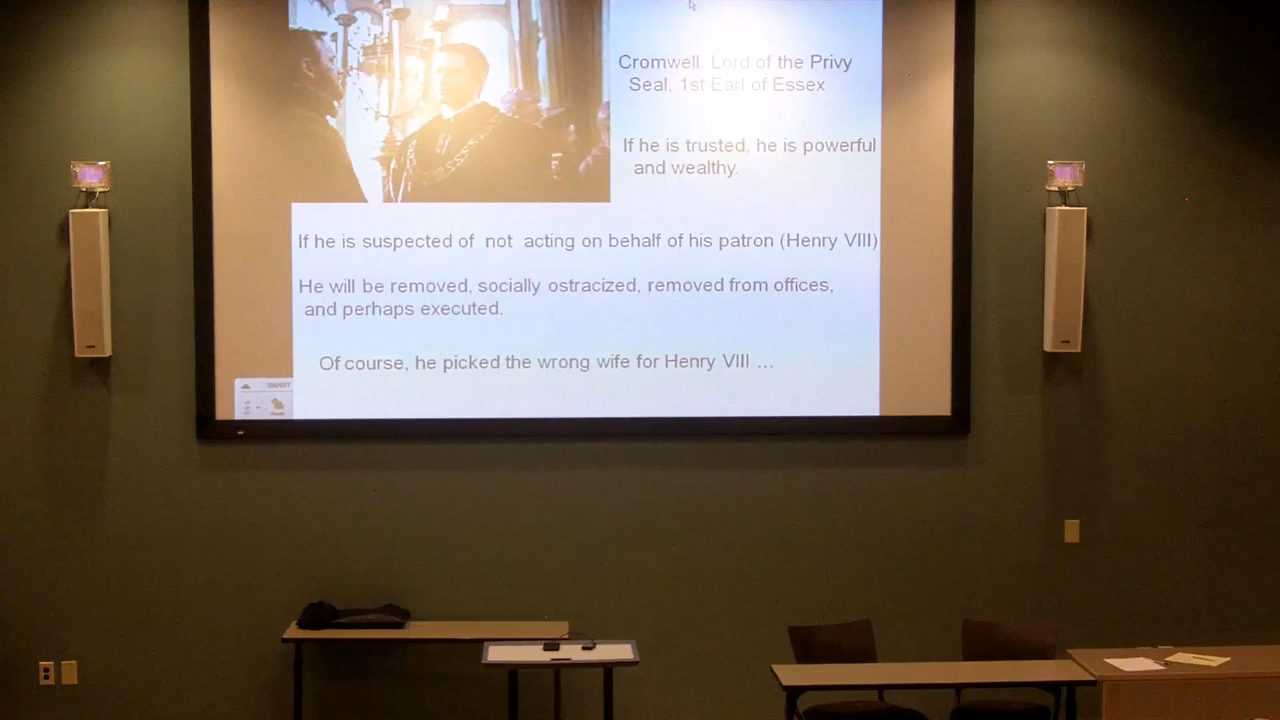 Cromwell, Lord of the Privy
Seal, 1st Earl of Essex
If he is trusted, he is powerful
and wealthy.
If he is suspected of not acting on behalf of his patron (Henry VIII)
He will be removed, socially ostracized, removed from offices,
and perhaps executed.
Of course, he picked the wrong wife for Henry VIII …